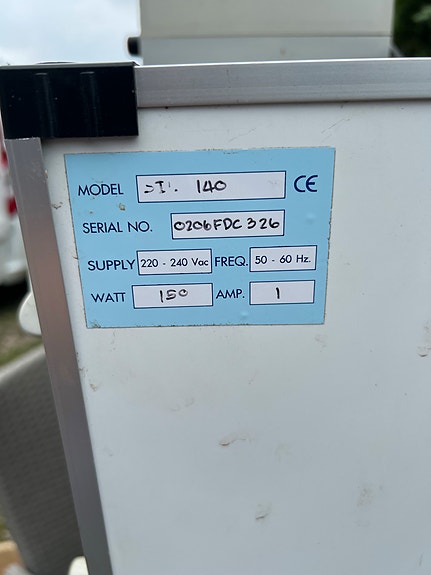 MODEL 140 CE
SERIAL NO. 0206FDC326
SUPPLY 220 - 240 Vac FREQ. 50 - 60 Hz.
WATT 150 AMP. 1